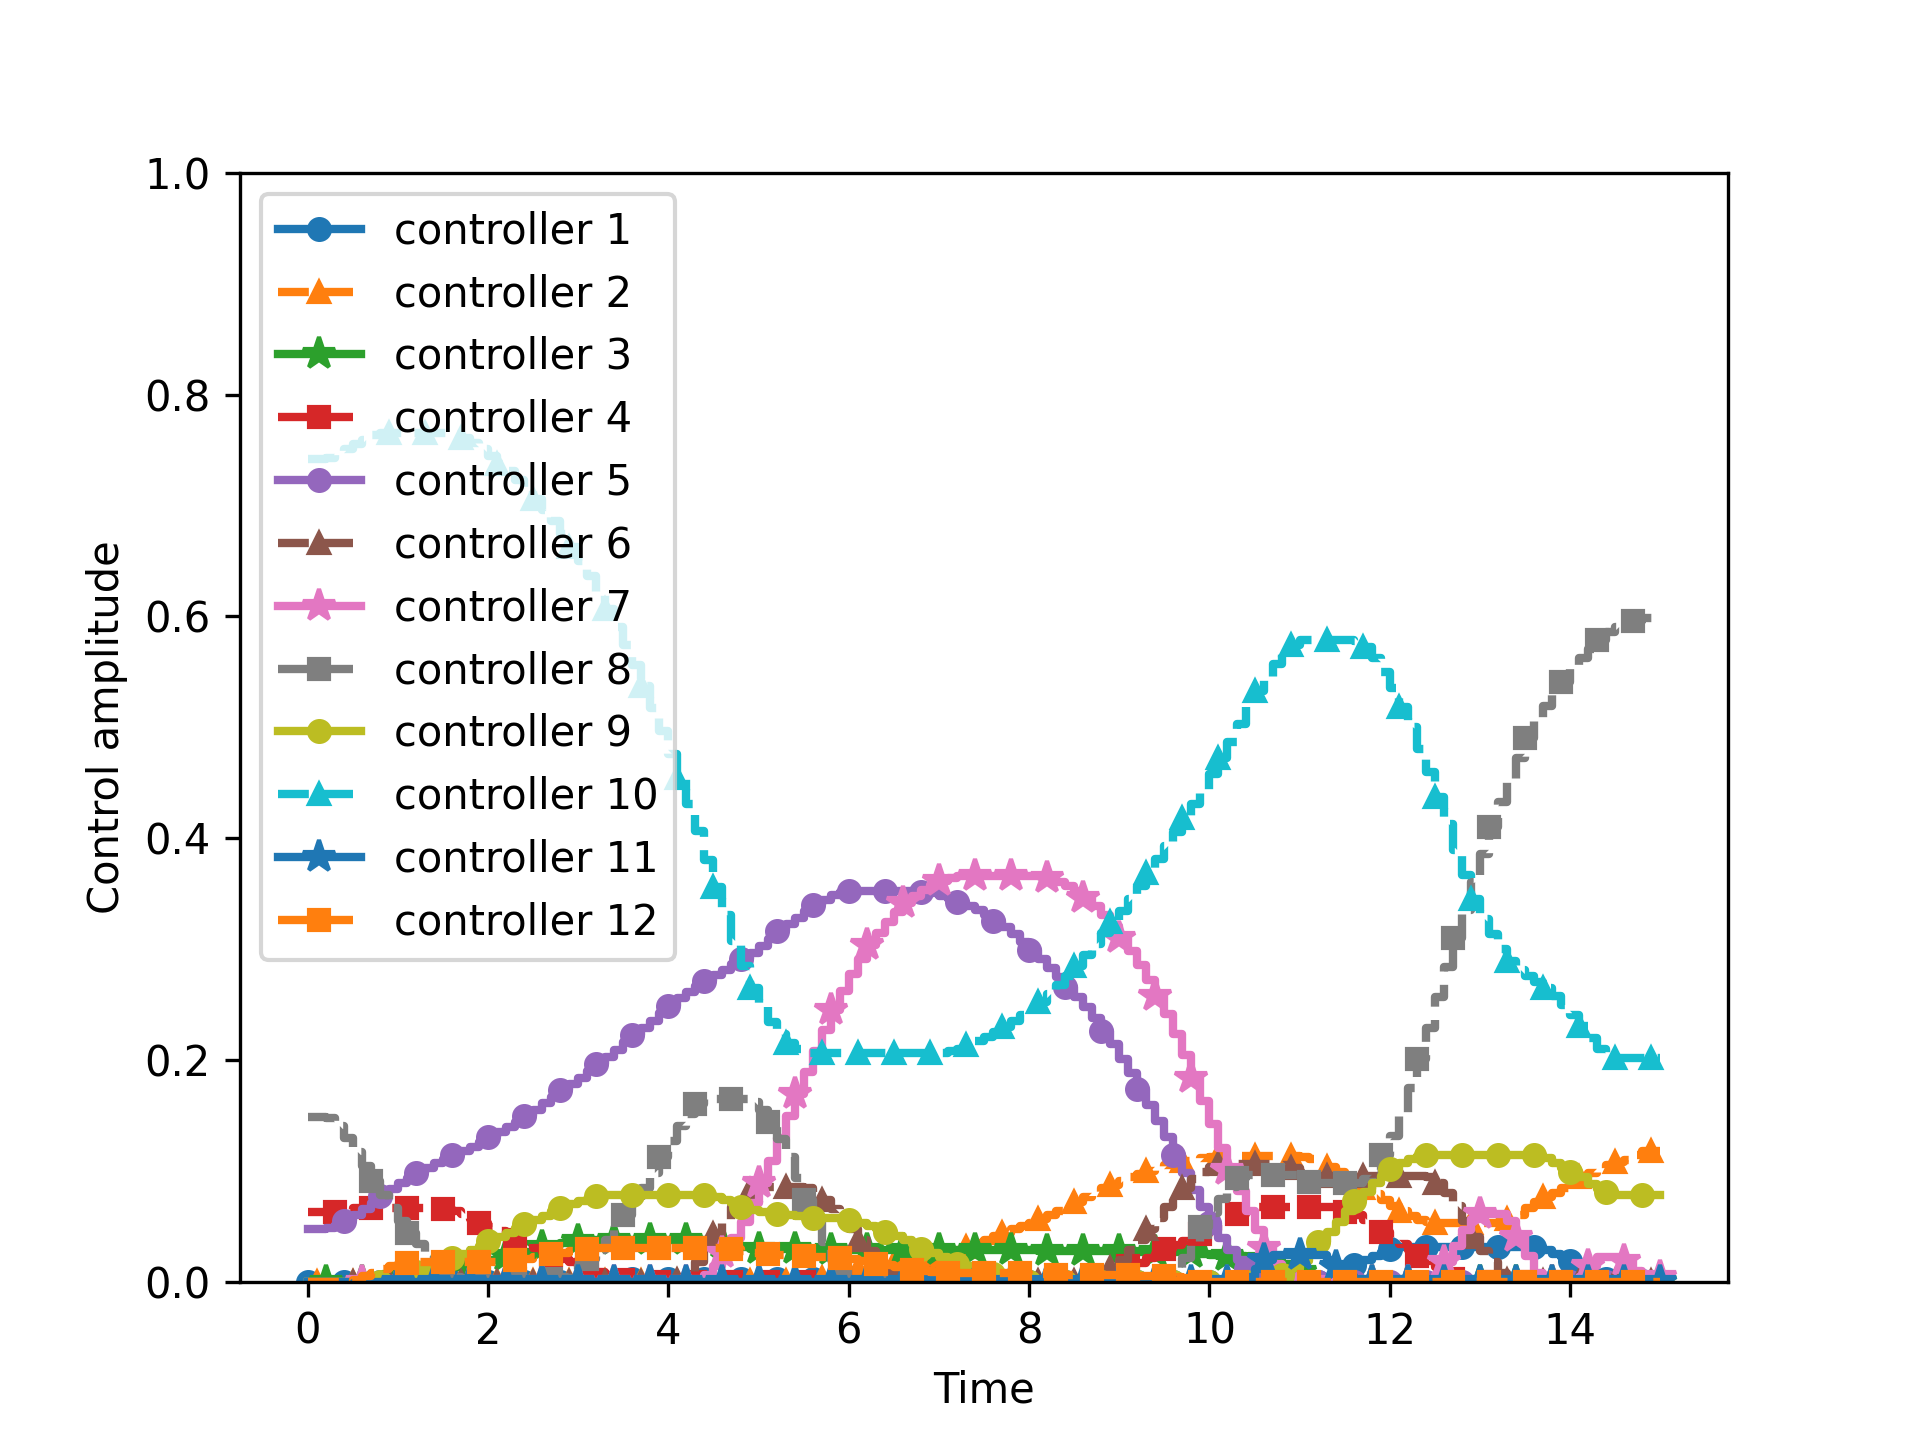 1.0
0.8
0.6
0.4
0.2
0.0
Control amplitude
controller 1
controller 2
controller 3
controller 4
controller 5
controller 6
controller 7
controller 8
controller 9
controller 10
controller 11
controller 12
0 2 4 6 8 10 12 14
Time